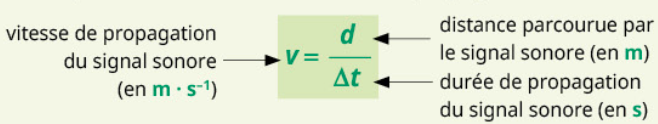 vitesse de propagation
du signal sonore
(en m · s⁻¹)
v = d / Δt
distance parcourue par
le signal sonore (en m)
durée de propagation
du signal sonore (en s)